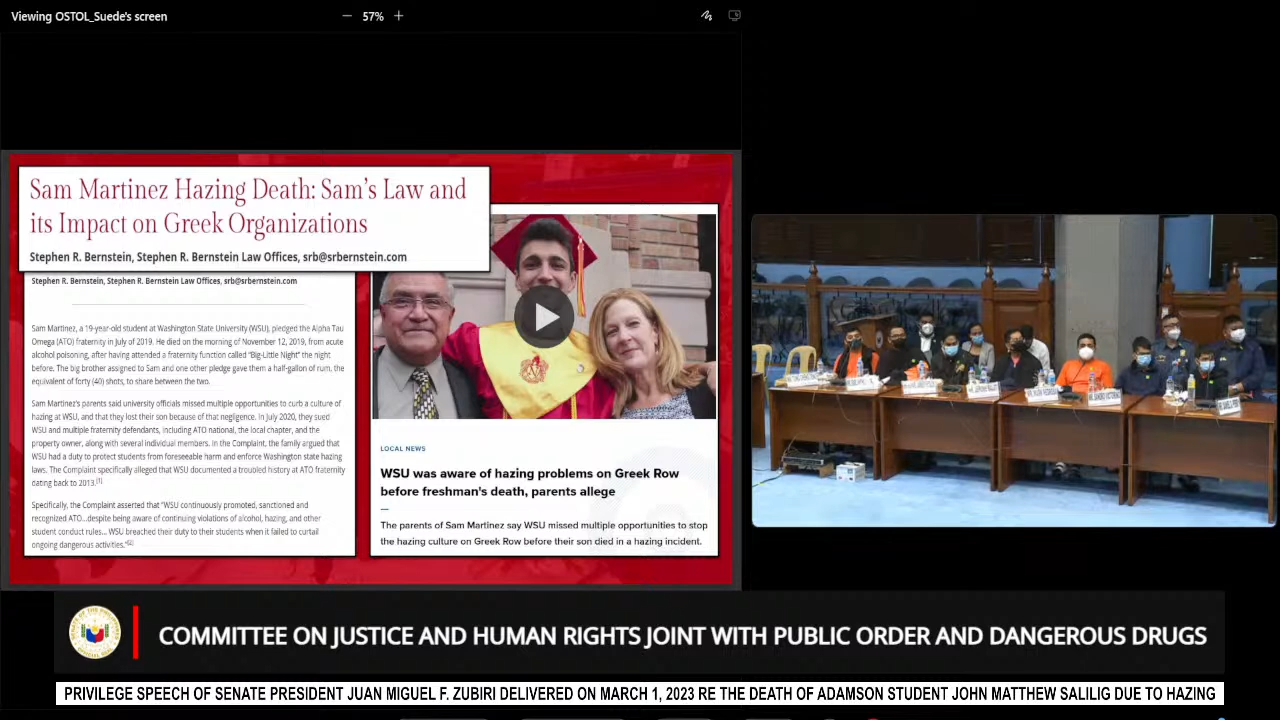 Viewing OSTOL_Suede's screen
57%
Sam Martinez Hazing Death: Sam's Law and
its Impact on Greek Organizations
Stephen R. Bernstein, Stephen R. Bernstein Law Offices, srb@srbernstein.com
Stephen R. Bernstein, Stephen R. Bernstein Law Offices, srb@srbernstein.com
Sam Martinez, a 19-year-old student at Washington State University (WSU), pledged the Alpha Tau
Omega (ATO) fraternity in July of 2019. He died on the morning of November 12, 2019, from acute
alcohol poisoning, after having attended a fraternity function called "Big-Little Night" the night
before. The big brother assigned to Sam and one other pledge gave them a half-gallon of rum, the
equivalent of forty (40) shots, to share between the two.
Sam Martinez's parents said university officials missed multiple opportunities to curb a culture of
hazing at WSU, and that they lost their son because of that negligence. In July 2020, they sued
WSU and multiple fraternity defendants, including ATO national, the local chapter, and the
property owner, along with several individual members. In the Complaint, the family argued that
WSU had a duty to protect students from foreseeable harm and enforce Washington state hazing
laws. The Complaint specifically alleged that WSU documented a troubled history at ATO fraternity
dating back to 2013.[1]
Specifically, the Complaint asserted that "WSU continuously promoted, sanctioned and
recognized ATO...despite being aware of continuing violations of alcohol, hazing, and other
student conduct rules... WSU breached their duty to their students when it failed to curtail
ongoing dangerous activities."[2]
LOCAL NEWS
WSU was aware of hazing problems on Greek Row
before freshman's death, parents allege
The parents of Sam Martinez say WSU missed multiple opportunities to stop
the hazing culture on Greek Row before their son died in a hazing incident.
COMMITTEE ON JUSTICE AND HUMAN RIGHTS JOINT WITH PUBLIC ORDER AND DANGEROUS DRUGS
PRIVILEGE SPEECH OF SENATE PRESIDENT JUAN MIGUEL F. ZUBIRI DELIVERED ON MARCH 1, 2023 RE THE DEATH OF ADAMSON STUDENT JOHN MATTHEW SALILIG DUE TO HAZING